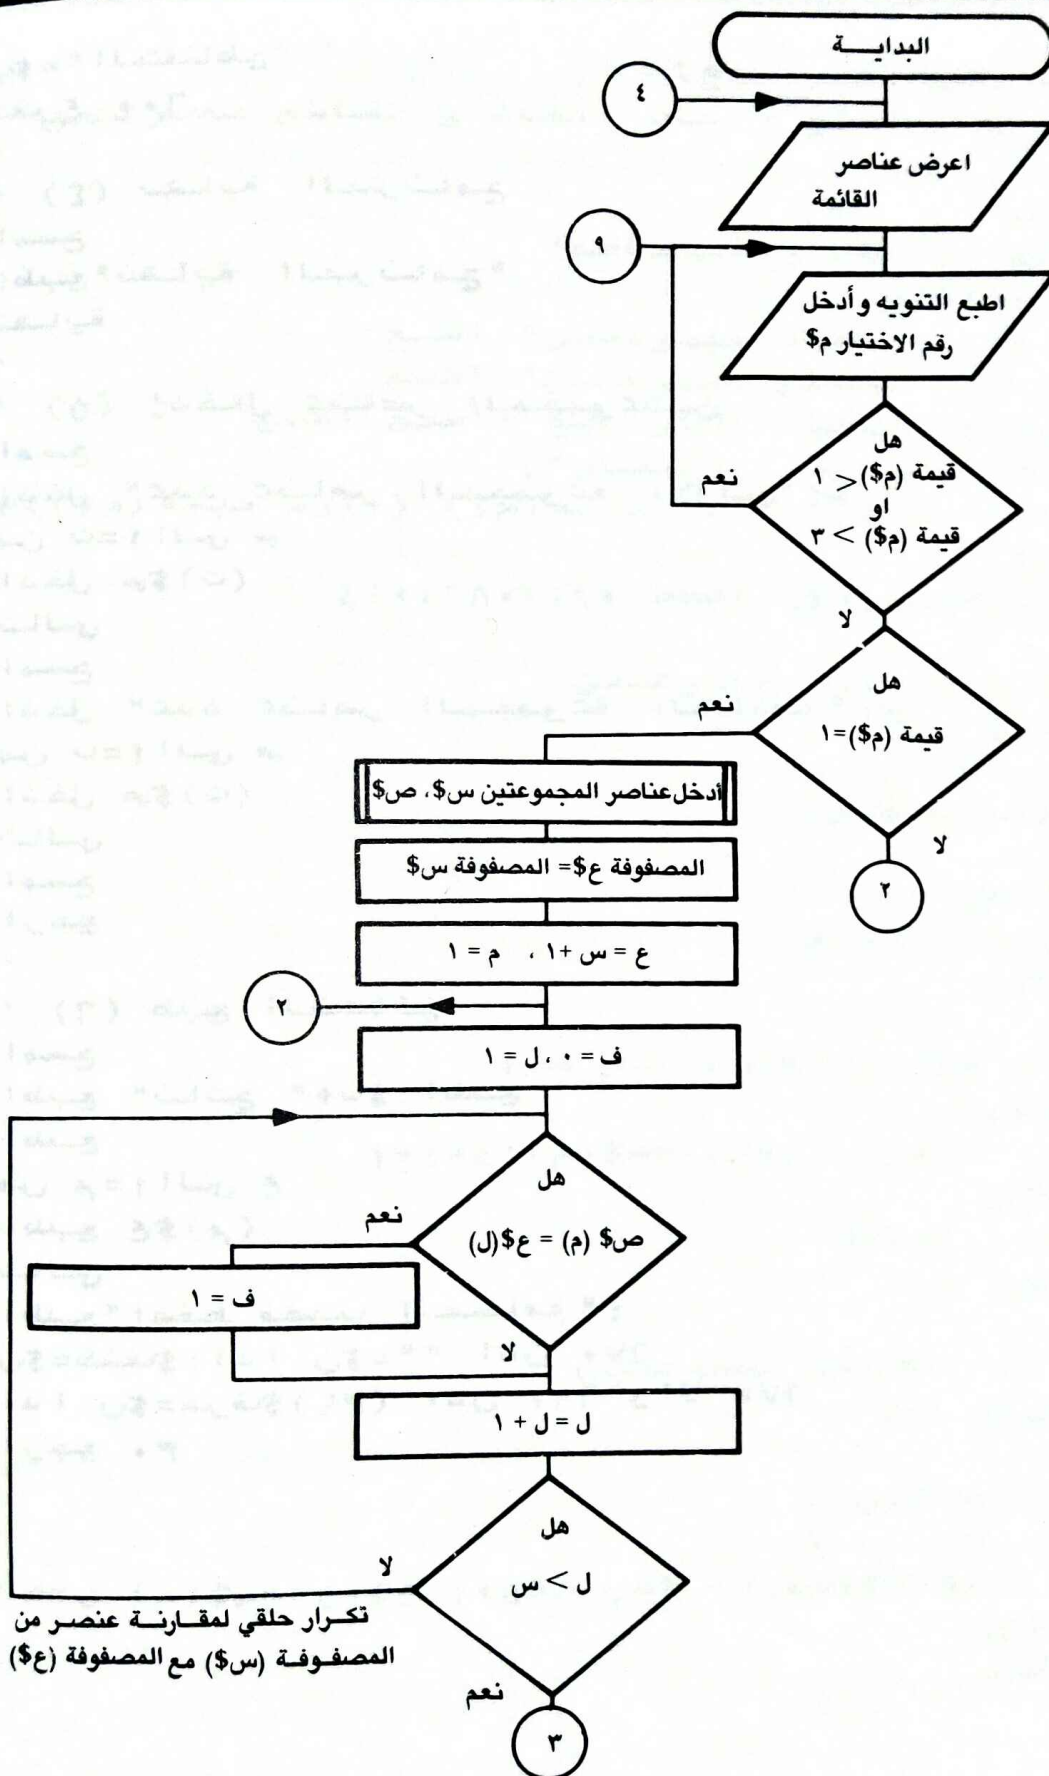 البداية
٤
اعرض عناصر
القائمة
٩
اطبع التنويه وأدخل
رقم الاختيار م$
هل
قيمة (م$) < ١
او
قيمة (م$) > ٣
نعم
لا
هل
قيمة (م$)=١
نعم
لا
٢
أدخل عناصر المجموعتين س$، ص$
المصفوفة ع$= المصفوفة س$
ع = س +١ ، م = ١
٢
ف = ٠ ، ل = ١
هل
ص$ (م) = ع$(ل)
نعم
ف = ١
لا
ل = ل + ١
هل
ل > س
لا
تكرار حلقي لمقارنة عنصر من
المصفوفة (س$) مع المصفوفة (ع$)
نعم
٣